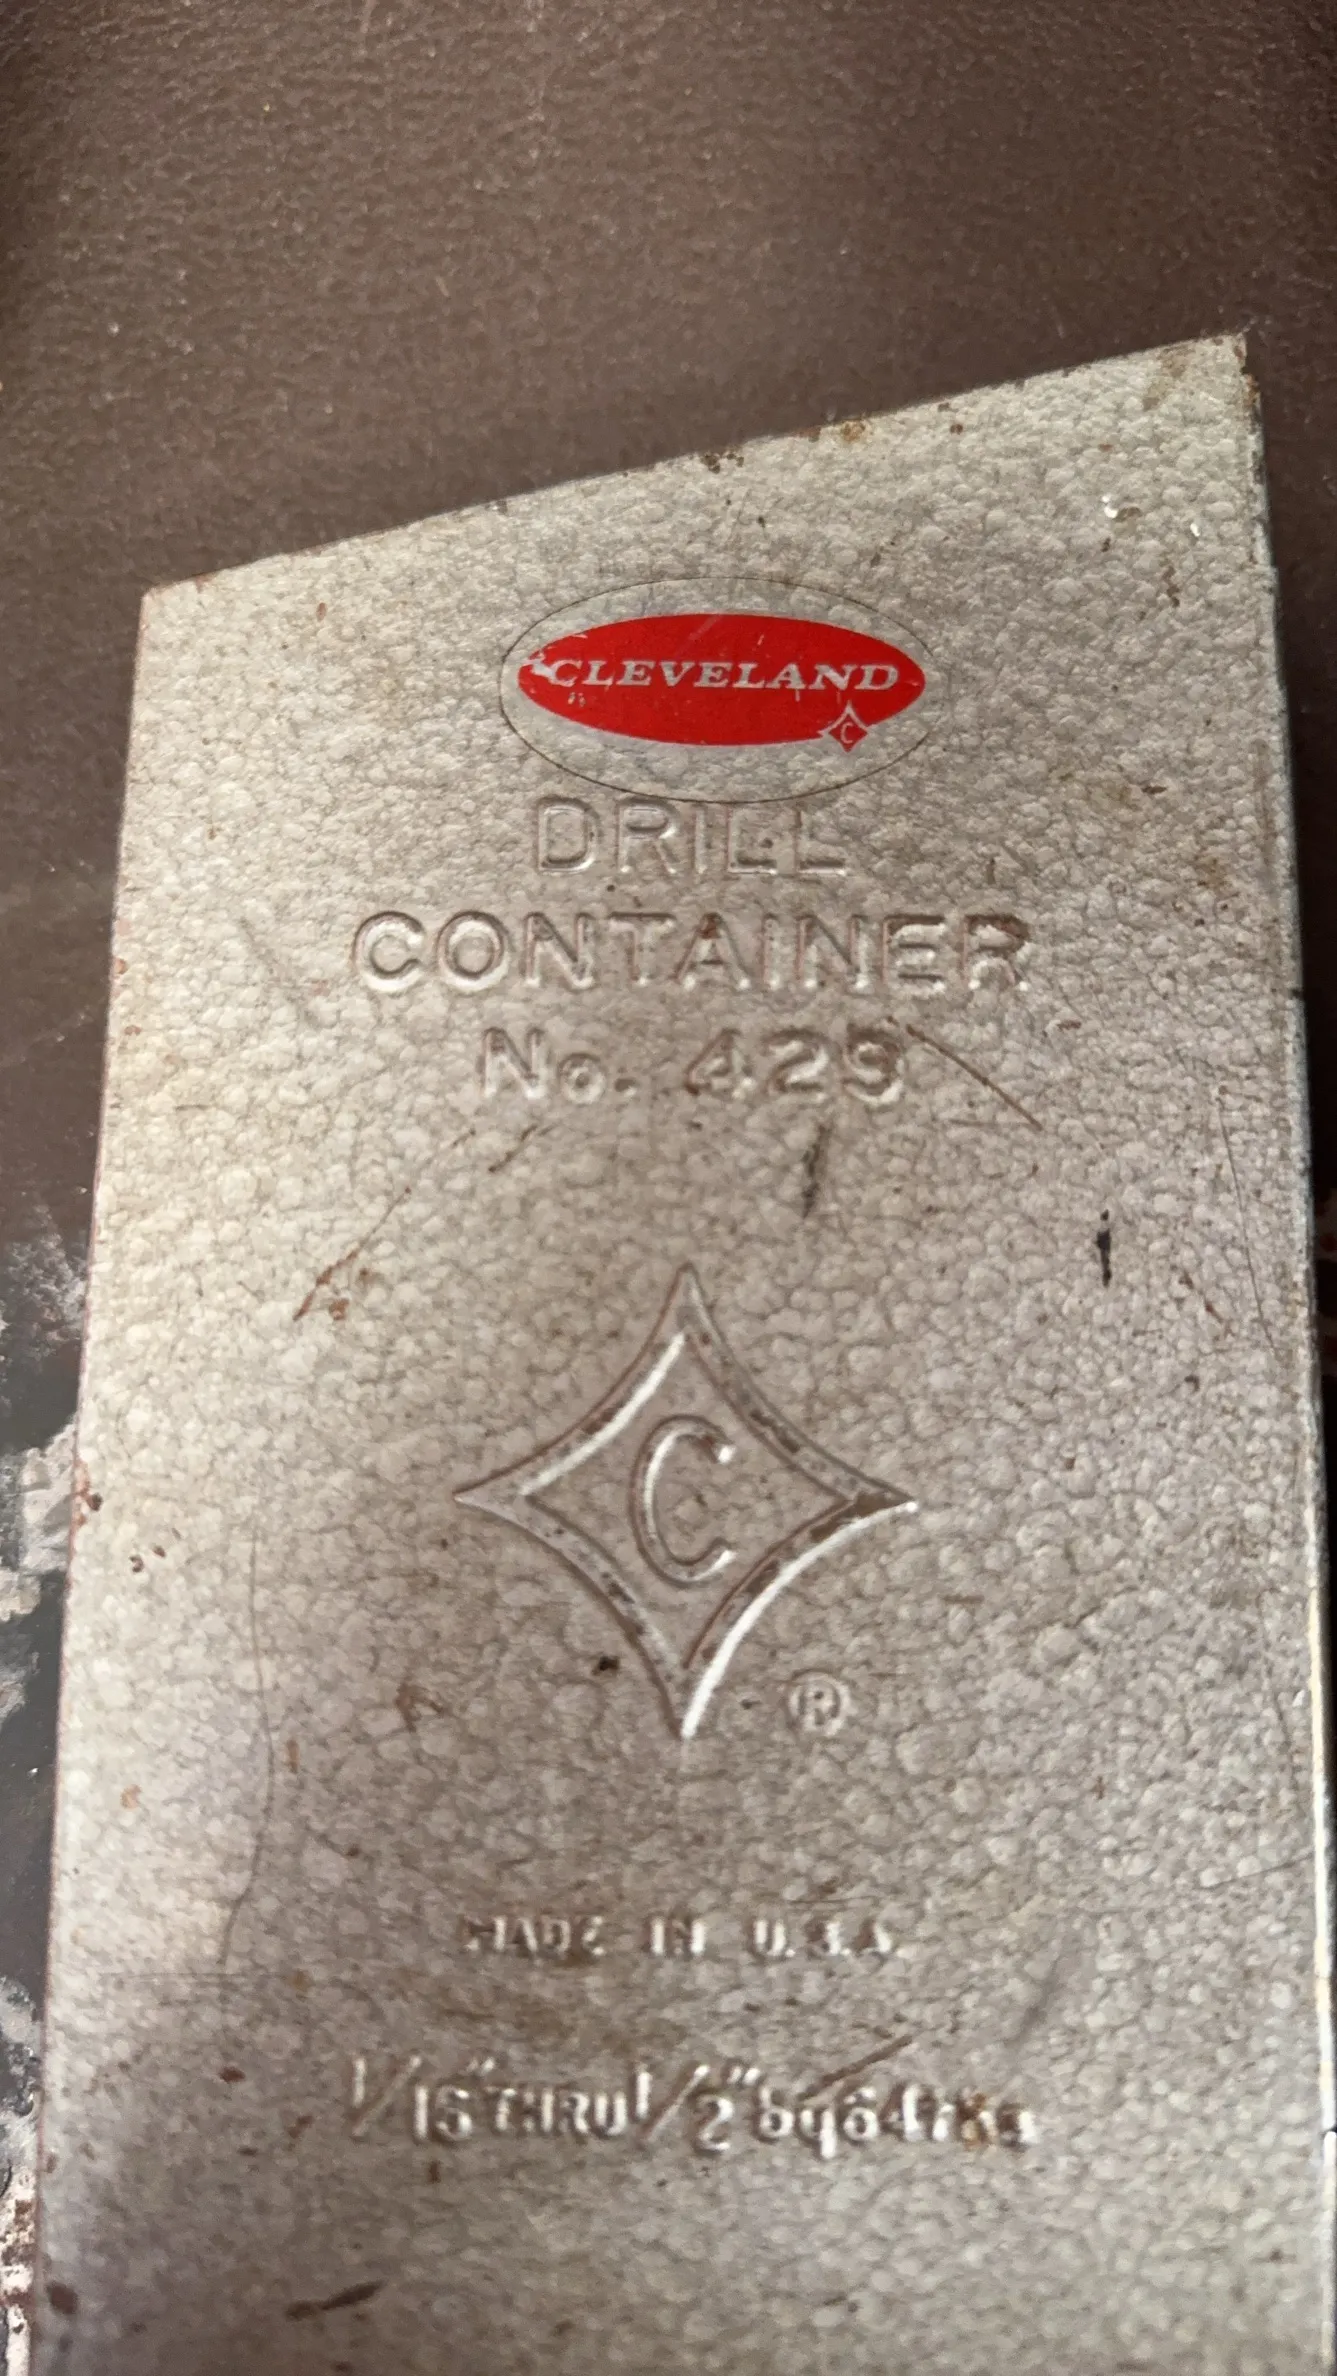 CLEVELAND
C
DRILL
CONTAINER
No. 429
C
®
MADE IN U.S.A.
1/16" THRU 1/2" by 64ths